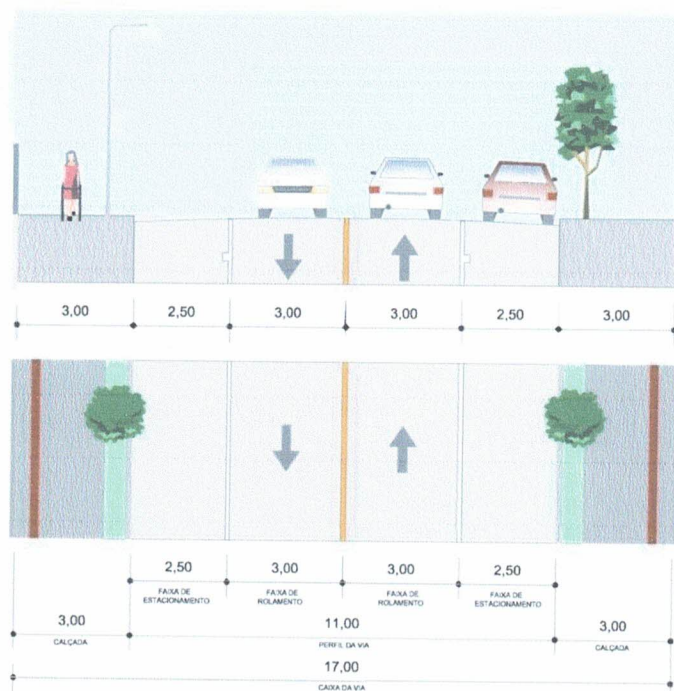 3,00 2,50 3,00 3,00 2,50 3,00
2,50 3,00 3,00 2,50
FAIXA DE ESTACIONAMENTO FAIXA DE ROLAMENTO FAIXA DE ROLAMENTO FAIXA DE ESTACIONAMENTO
3,00 11,00 3,00
CALÇADA PERFIL DA VIA CALÇADA
17,00
CAIXA DA VIA